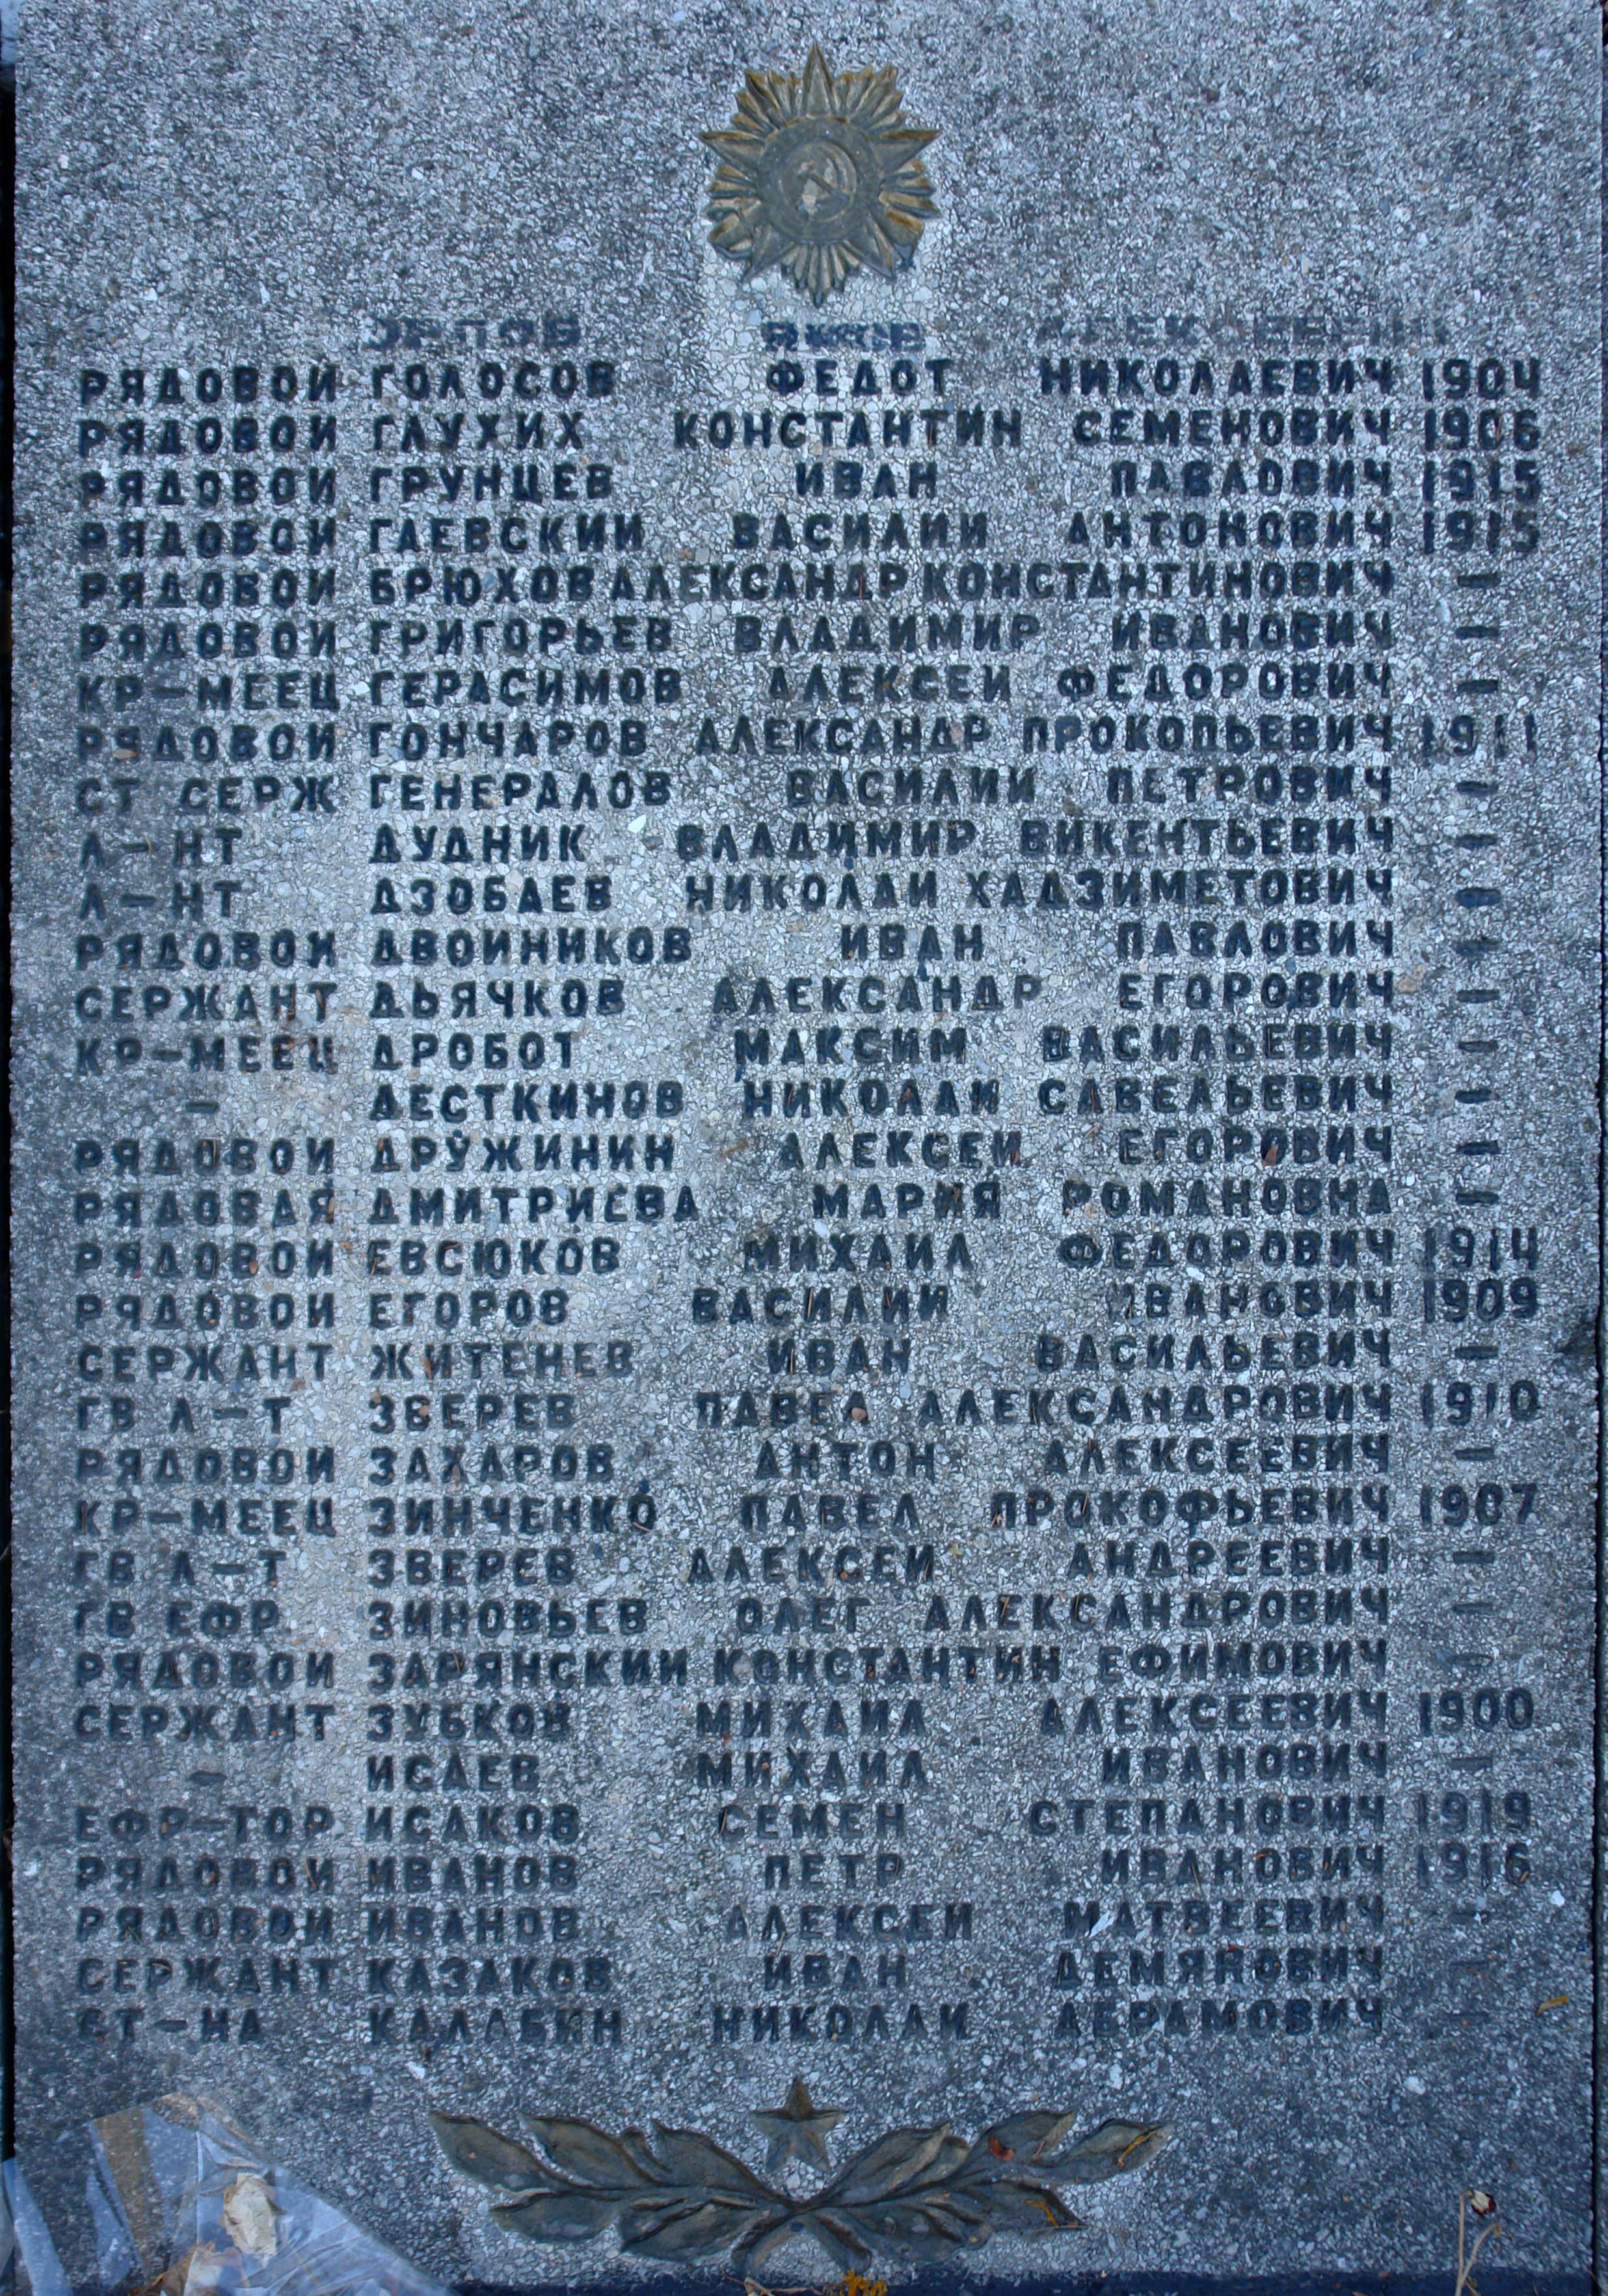 ЯКОВ
РЯДОВОЙ ГОЛОСОВ ФЕДОТ НИКОЛАЕВИЧ 1904
РЯДОВОЙ ГЛУХИХ КОНСТАНТИН СЕМЕНОВИЧ 1906
РЯДОВОЙ ГРУНЦЕВ ИВАН ПАВЛОВИЧ 1915
РЯДОВОЙ ГАЕВСКИЙ ВАСИЛИЙ АНТОНОВИЧ 1915
РЯДОВОЙ БРЮХОВ АЛЕКСАНДР КОНСТАНТИНОВИЧ –
РЯДОВОЙ ГРИГОРЬЕВ ВЛАДИМИР ИВАНОВИЧ –
КР-МЕЕЦ ГЕРАСИМОВ АЛЕКСЕЙ ФЕДОРОВИЧ –
РЯДОВОЙ ГОНЧАРОВ АЛЕКСАНДР ПРОКОПЬЕВИЧ 1911
СТ СЕРЖ ГЕНЕРАЛОВ ВАСИЛИЙ ПЕТРОВИЧ –
Л-НТ ДУДНИК ВЛАДИМИР ВИКЕНТЬЕВИЧ –
Л-НТ ДЗОБАЕВ НИКОЛАЙ ХАДЗИМЕТОВИЧ –
РЯДОВОЙ ДВОЙНИКОВ ИВАН ПАВЛОВИЧ –
СЕРЖАНТ ДЬЯЧКОВ АЛЕКСАНДР ЕГОРОВИЧ –
КР-МЕЕЦ ДРОБОТ МАКСИМ ВАСИЛЬЕВИЧ –
– ДЕСТКИНОВ НИКОЛАЙ САВЕЛЬЕВИЧ –
РЯДОВОЙ ДРУЖИНИН АЛЕКСЕЙ ЕГОРОВИЧ –
РЯДОВАЯ ДМИТРИЕВА МАРИЯ РОМАНОВНА –
РЯДОВОЙ ЕВСЮКОВ МИХАИЛ ФЕДОРОВИЧ 1914
РЯДОВОЙ ЕГОРОВ ВАСИЛИЙ ИВАНОВИЧ 1909
СЕРЖАНТ ЖИТЕНЕВ ИВАН ВАСИЛЬЕВИЧ –
ГВ Л-Т ЗВЕРЕВ ПАВЕЛ АЛЕКСАНДРОВИЧ 1910
РЯДОВОЙ ЗАХАРОВ АНТОН АЛЕКСЕЕВИЧ –
КР-МЕЕЦ ЗИНЧЕНКО ПАВЕЛ ПРОКОФЬЕВИЧ 1907
ГВ Л-Т ЗВЕРЕВ АЛЕКСЕЙ АНДРЕЕВИЧ –
ГВ ЕФР ЗИНОВЬЕВ ОЛЕГ АЛЕКСАНДРОВИЧ –
РЯДОВОЙ ЗАРЯНСКИЙ КОНСТАНТИН ЕФИМОВИЧ –
СЕРЖАНТ ЗУБКОВ МИХАИЛ АЛЕКСЕЕВИЧ 1900
– ИСАЕВ МИХАИЛ ИВАНОВИЧ –
ЕФР-ТОР ИСАКОВ СЕМЕН СТЕПАНОВИЧ 1919
РЯДОВОЙ ИВАНОВ ПЕТР ИВАНОВИЧ 1916
РЯДОВОЙ ИВАНОВ АЛЕКСЕЙ МАТВЕЕВИЧ –
СЕРЖАНТ КАЗАКОВ ИВАН ДЕМЯНОВИЧ –
СТ-НА КАЛАБИН НИКОЛАЙ АБРАМОВИЧ –